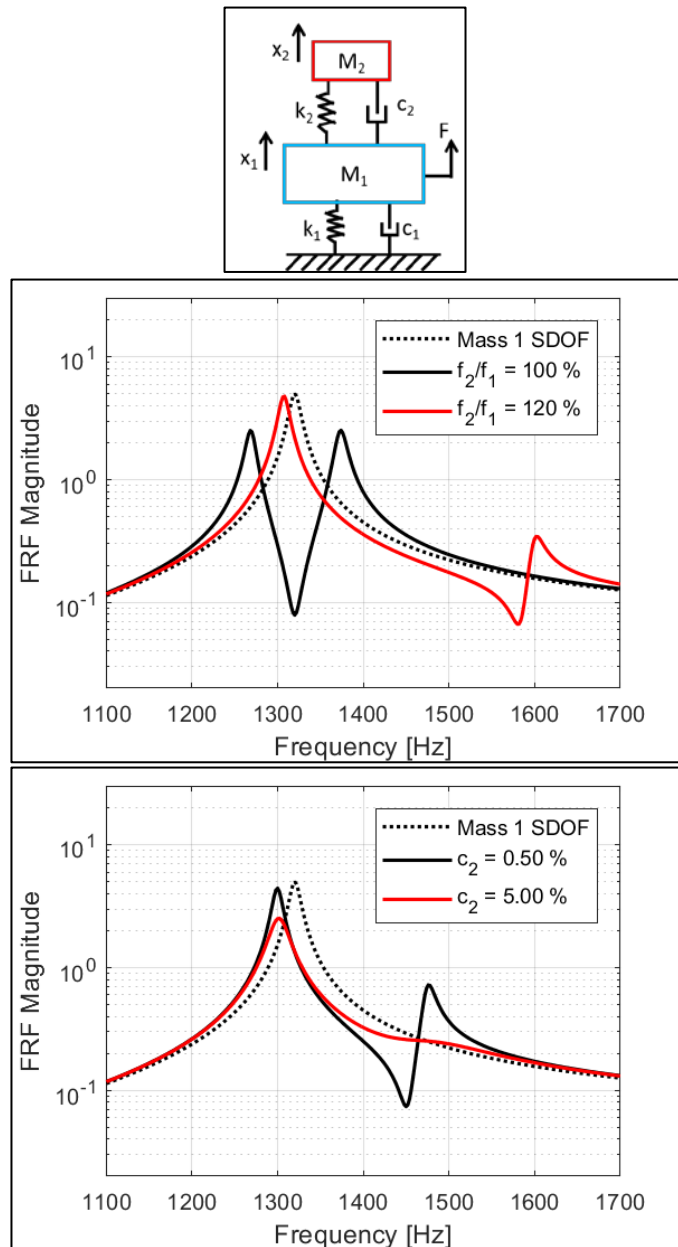 x2
M2
k2
c2
F
x1
M1
k1
c1
Mass 1 SDOF
f2/f1 = 100 %
f2/f1 = 120 %
10^1
10^0
10^-1
FRF Magnitude
1100 1200 1300 1400 1500 1600 1700
Frequency [Hz]
Mass 1 SDOF
c2 = 0.50 %
c2 = 5.00 %
10^1
10^0
10^-1
FRF Magnitude
1100 1200 1300 1400 1500 1600 1700
Frequency [Hz]